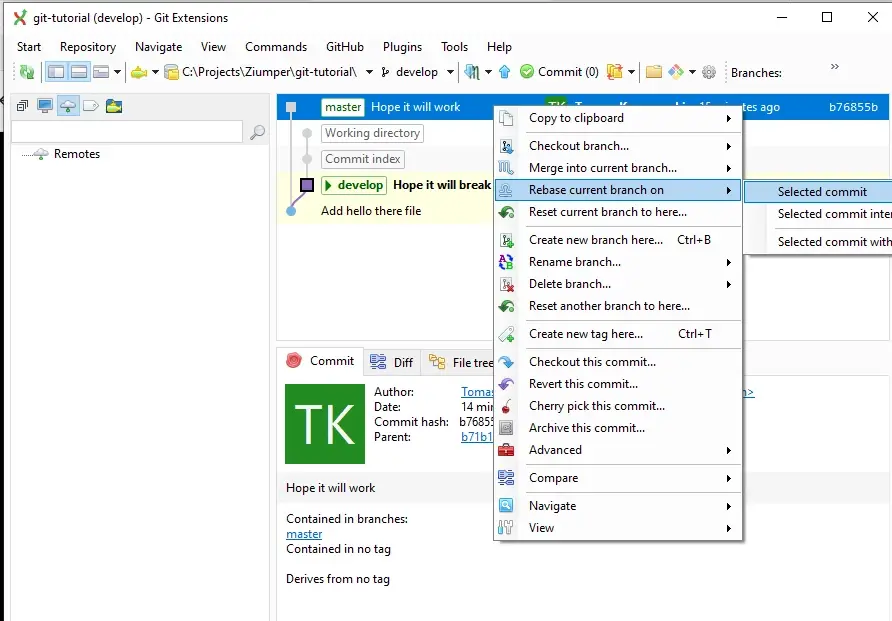 git-tutorial (develop) - Git Extensions
Start Repository Navigate View Commands GitHub Plugins Tools Help
C:\Projects\Ziumper\git-tutorial\ develop Commit (0) Branches: »
master Hope it will work minutes ago b76855b
Working directory
Commit index
develop Hope it will break
Add hello there file
Remotes
Copy to clipboard
Checkout branch...
Merge into current branch...
Rebase current branch on
Reset current branch to here...
Create new branch here... Ctrl+B
Rename branch...
Delete branch...
Reset another branch to here...
Create new tag here... Ctrl+T
Checkout this commit...
Revert this commit...
Cherry pick this commit...
Archive this commit...
Advanced
Compare
Navigate
View
Selected commit
Selected commit inter
Selected commit with
Commit Diff File tree
TK
Author: Tomas
Date: 14 min
Commit hash: b7685
Parent: b71b1
Hope it will work
Contained in branches:
master
Contained in no tag
Derives from no tag